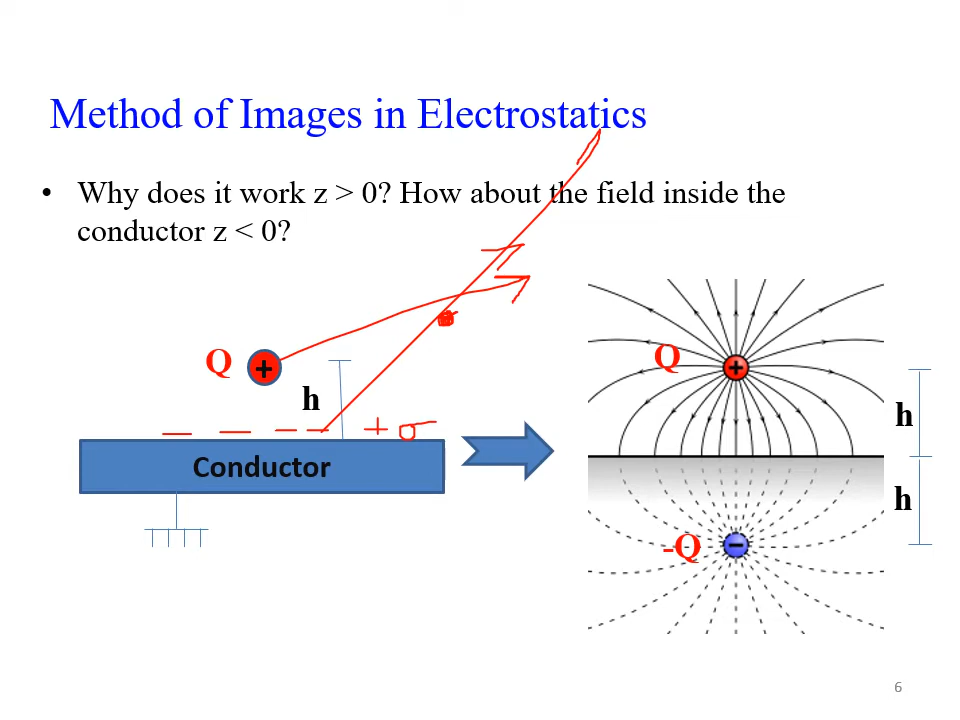 Method of Images in Electrostatics
• Why does it work z > 0? How about the field inside the
conductor z < 0?
Q
+
h
— — — — + σ
Conductor
Q
+
h
h
-Q
−
6